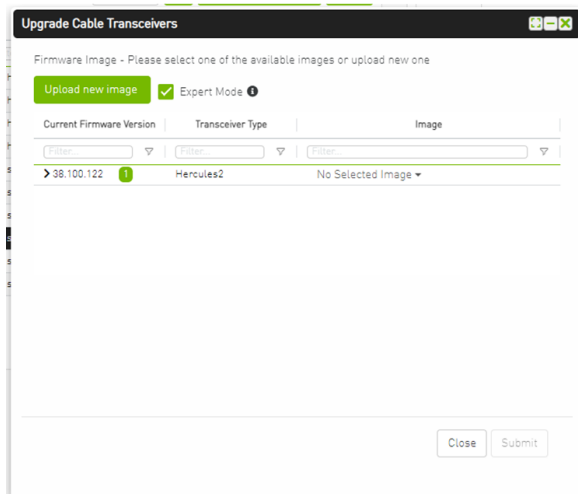 Upgrade Cable Transceivers
Firmware Image - Please select one of the available images or upload new one
Upload new image
Expert Mode
Current Firmware Version Transceiver Type Image
Filter... Filter... Filter...
38.100.122 1 Hercules2 No Selected Image
Close Submit